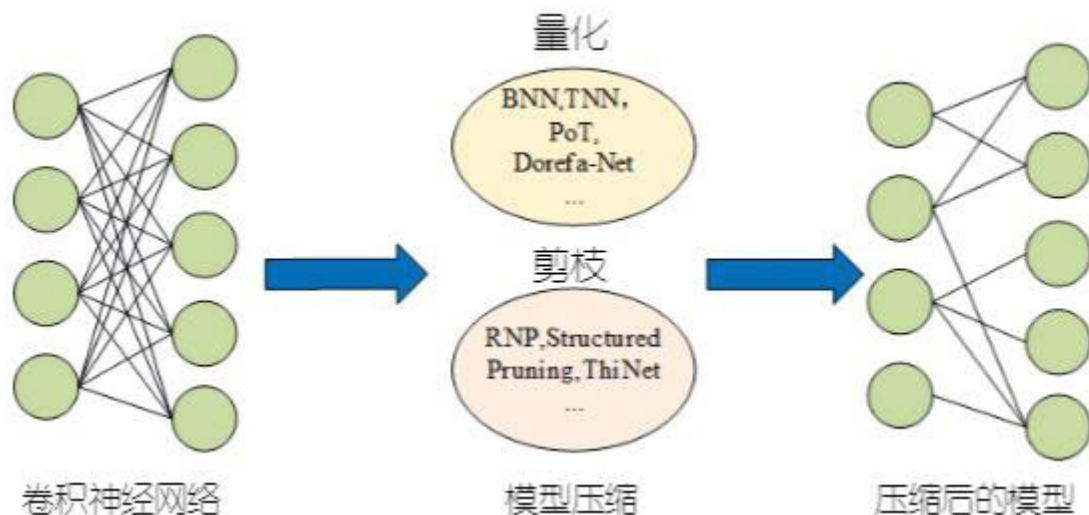 量化
BNN,TNN，
PoT,
Dorefa-Net
...
剪枝
RNP,Structured
Pruning,ThiNet
...
卷积神经网络
模型压缩
压缩后的模型